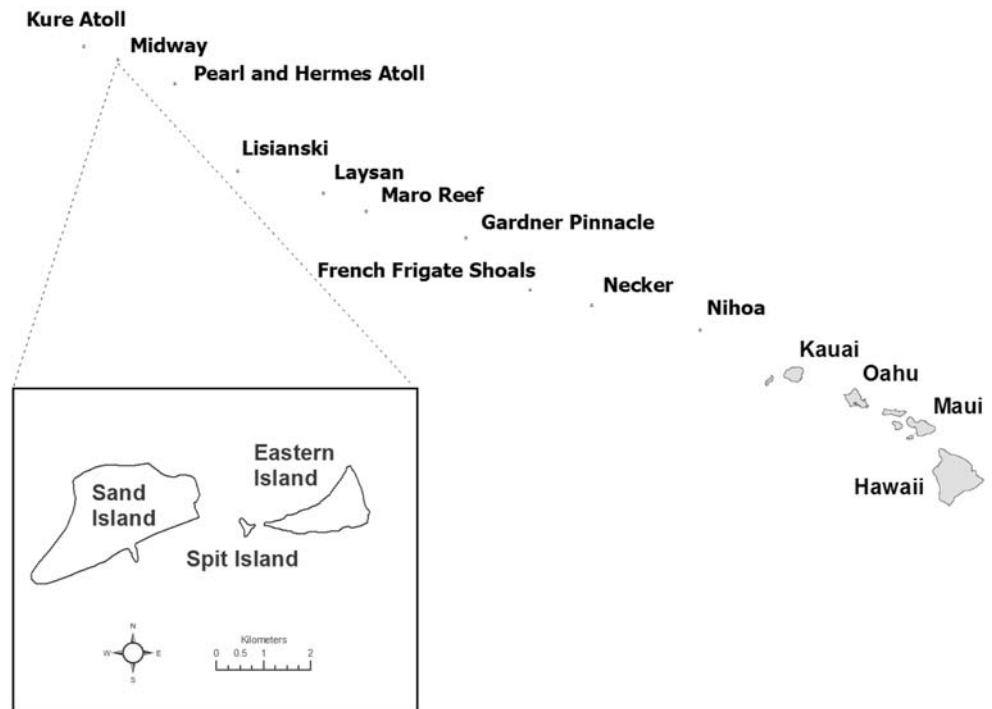 Kure Atoll
Midway
Pearl and Hermes Atoll
Lisianski
Laysan
Maro Reef
Gardner Pinnacle
French Frigate Shoals
Necker
Nihoa
Kauai
Oahu
Maui
Hawaii
Eastern
Island
Sand
Island
Spit Island
N
W
E
S
Kilometers
0 0.5 1 2